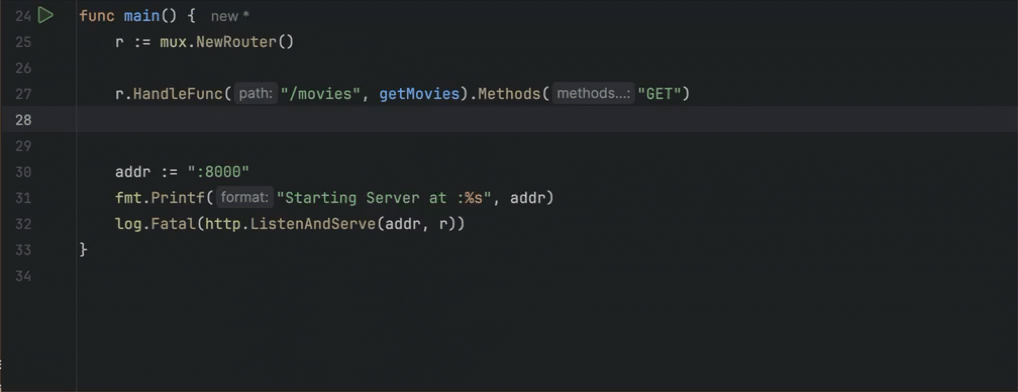 24 func main() { new *
25 r := mux.NewRouter()
26
27 r.HandleFunc( path: "/movies", getMovies).Methods( methods...: "GET")
28
29
30 addr := ":8000"
31 fmt.Printf( format: "Starting Server at :%s", addr)
32 log.Fatal(http.ListenAndServe(addr, r))
33 }
34